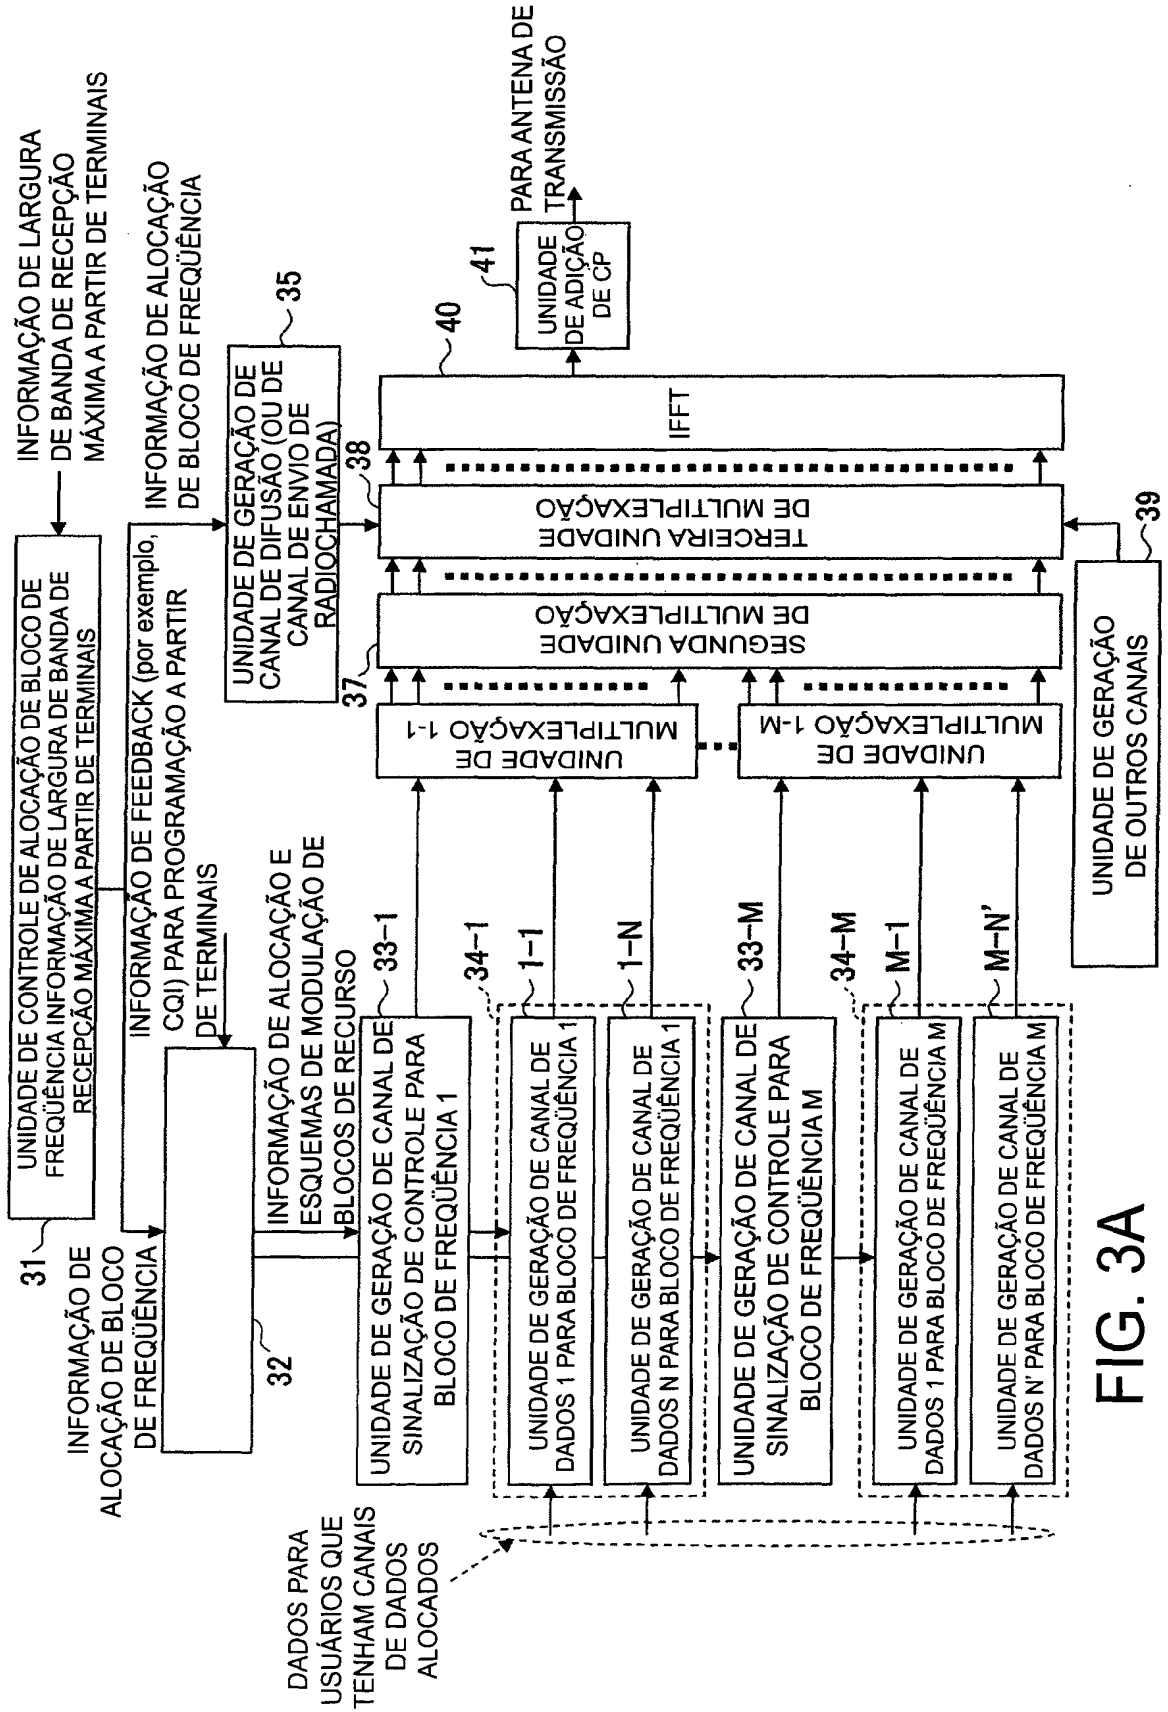 INFORMAÇÃO DE LARGURA
DE BANDA DE RECEPÇÃO
MÁXIMA A PARTIR DE TERMINAIS
31
UNIDADE DE CONTROLE DE ALOCAÇÃO DE BLOCO DE
FREQÜÊNCIA INFORMAÇÃO DE LARGURA DE BANDA DE
RECEPÇÃO MÁXIMA A PARTIR DE TERMINAIS
INFORMAÇÃO DE
ALOCAÇÃO DE BLOCO
DE FREQÜÊNCIA
INFORMAÇÃO DE FEEDBACK (por exemplo,
CQI) PARA PROGRAMAÇÃO A PARTIR
DE TERMINAIS
INFORMAÇÃO DE ALOCAÇÃO
DE BLOCO DE FREQÜÊNCIA
32
INFORMAÇÃO DE ALOCAÇÃO E
ESQUEMAS DE MODULAÇÃO DE
BLOCOS DE RECURSO
UNIDADE DE GERAÇÃO DE
CANAL DE DIFUSÃO (OU DE
CANAL DE ENVIO DE
RADIOCHAMADA)
35
DADOS PARA
USUÁRIOS QUE
TENHAM CANAIS
DE DADOS
ALOCADOS
UNIDADE DE GERAÇÃO DE CANAL DE
SINALIZAÇÃO DE CONTROLE PARA
BLOCO DE FREQÜÊNCIA 1
33-1
34-1
UNIDADE DE GERAÇÃO DE CANAL DE
DADOS 1 PARA BLOCO DE FREQÜÊNCIA 1
1-1
UNIDADE DE GERAÇÃO DE CANAL DE
DADOS N PARA BLOCO DE FREQÜÊNCIA 1
1-N
UNIDADE DE GERAÇÃO DE CANAL DE
SINALIZAÇÃO DE CONTROLE PARA
BLOCO DE FREQÜÊNCIA M
33-M
34-M
UNIDADE DE GERAÇÃO DE CANAL DE
DADOS 1 PARA BLOCO DE FREQÜÊNCIA M
M-1
UNIDADE DE GERAÇÃO DE CANAL DE
DADOS N' PARA BLOCO DE FREQÜÊNCIA M
M-N'
UNIDADE DE
MULTIPLEXAÇÃO 1-1
UNIDADE DE
MULTIPLEXAÇÃO 1-M
37
SEGUNDA UNIDADE
DE MULTIPLEXAÇÃO
38
TERCEIRA UNIDADE
DE MULTIPLEXAÇÃO
IFFT
40
41
UNIDADE
DE ADIÇÃO
DE CP
PARA ANTENA DE
TRANSMISSÃO
UNIDADE DE GERAÇÃO
DE OUTROS CANAIS
39
FIG. 3A